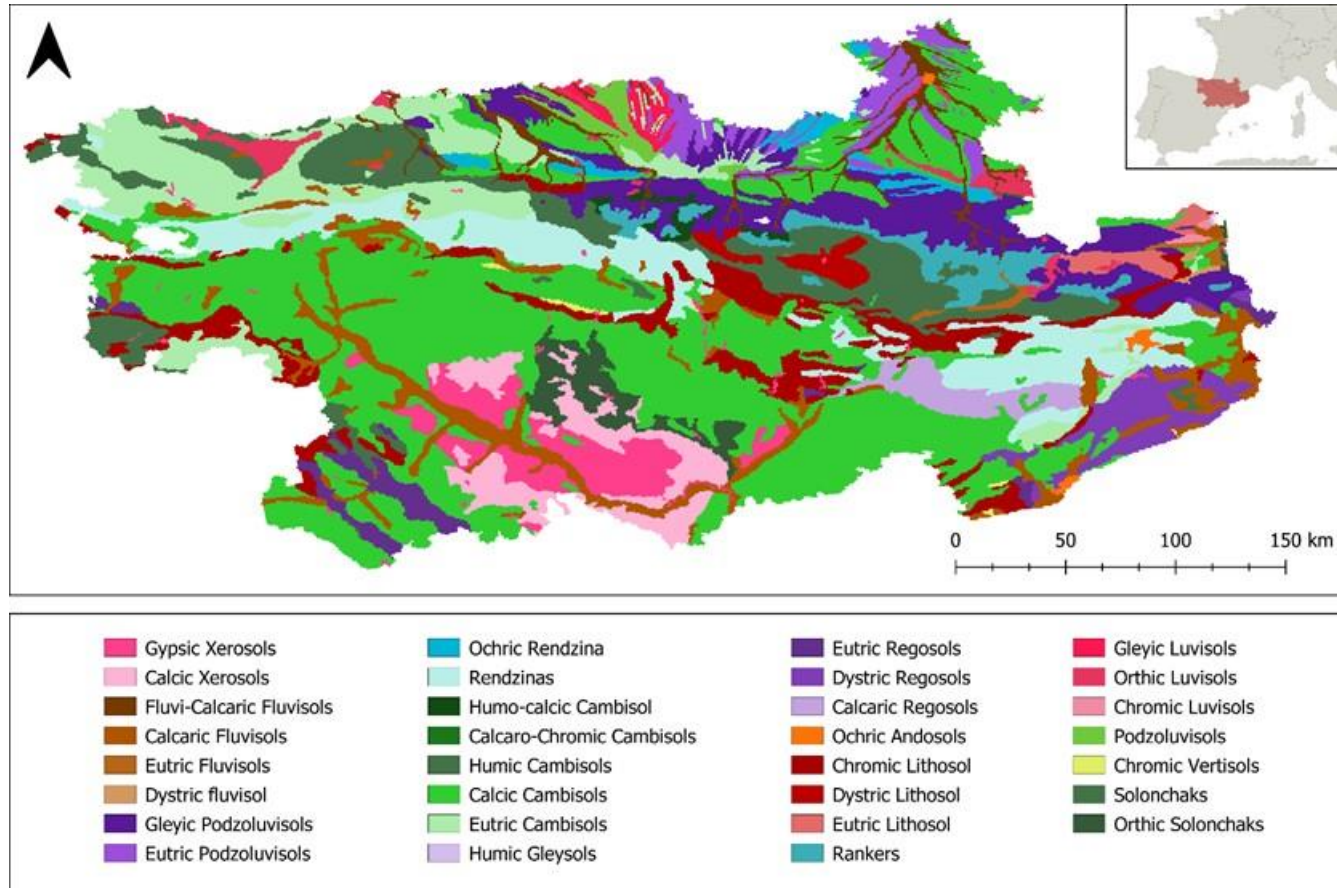 0 50 100 150 km
Gypsic Xerosols
Calcic Xerosols
Fluvi-Calcaric Fluvisols
Calcaric Fluvisols
Eutric Fluvisols
Dystric fluvisol
Gleyic Podzoluvisols
Eutric Podzoluvisols
Ochric Rendzina
Rendzinas
Humo-calcic Cambisol
Calcaro-Chromic Cambisols
Humic Cambisols
Calcic Cambisols
Eutric Cambisols
Humic Gleysols
Eutric Regosols
Dystric Regosols
Calcaric Regosols
Ochric Andosols
Chromic Lithosol
Dystric Lithosol
Eutric Lithosol
Rankers
Gleyic Luvisols
Orthic Luvisols
Chromic Luvisols
Podzoluvisols
Chromic Vertisols
Solonchaks
Orthic Solonchaks